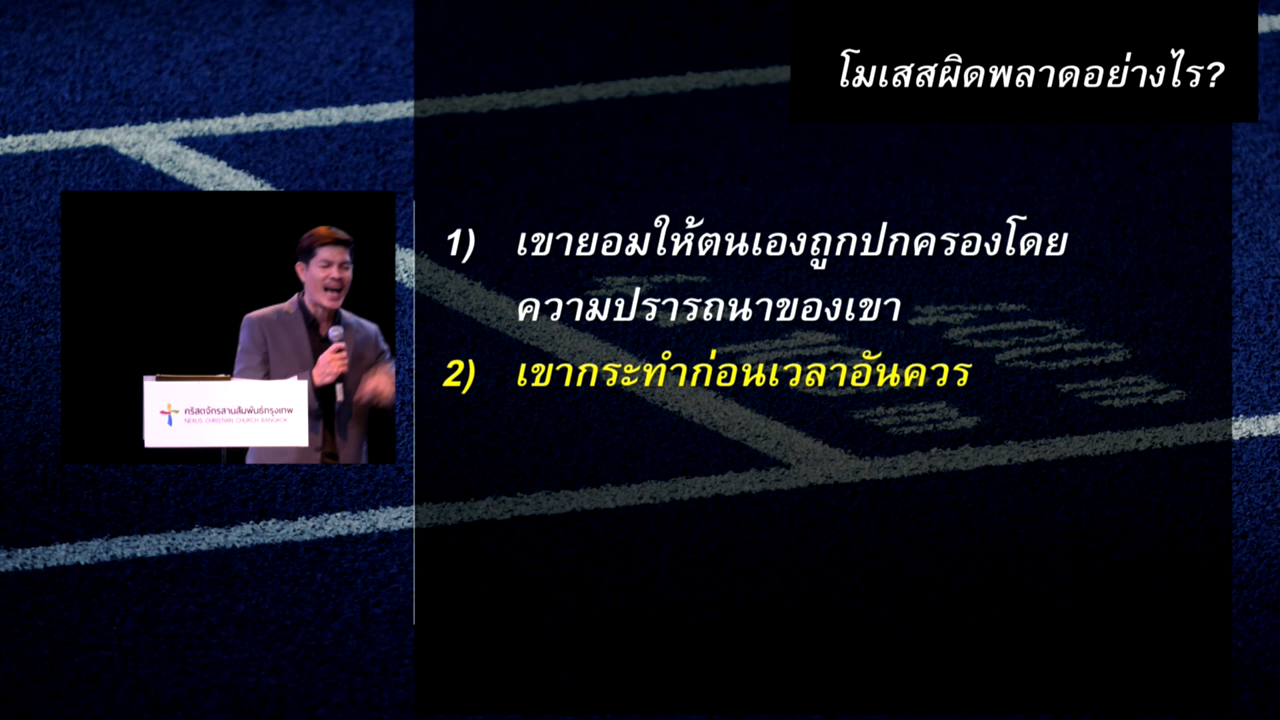 โมเสสผิดพลาดอย่างไร?
1) เขายอมให้ตนเองถูกปกครองโดย
ความปรารถนาของเขา
2) เขากระทำก่อนเวลาอันควร
คริสตจักรสานสัมพันธ์กรุงเทพ
NEXUS CHRISTIAN CHURCH BANGKOK